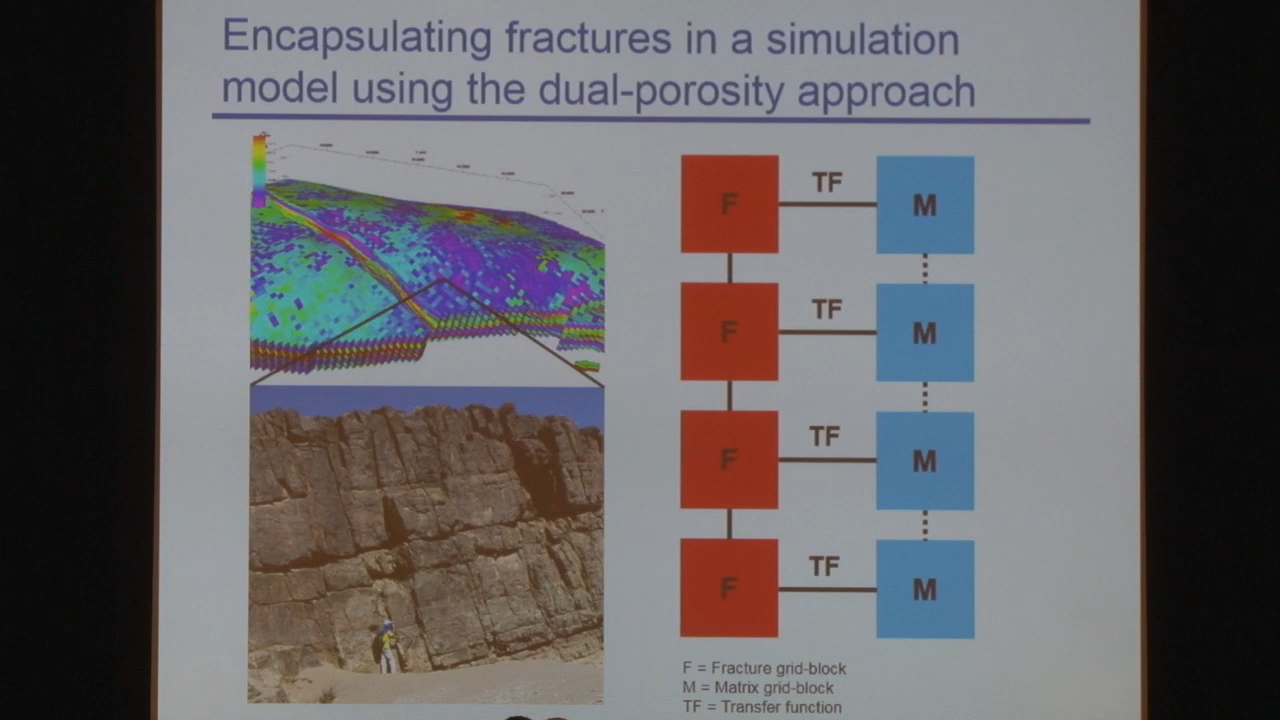 Encapsulating fractures in a simulation
model using the dual-porosity approach
F TF M
F TF M
F TF M
F TF M
F = Fracture grid-block
M = Matrix grid-block
TF = Transfer function